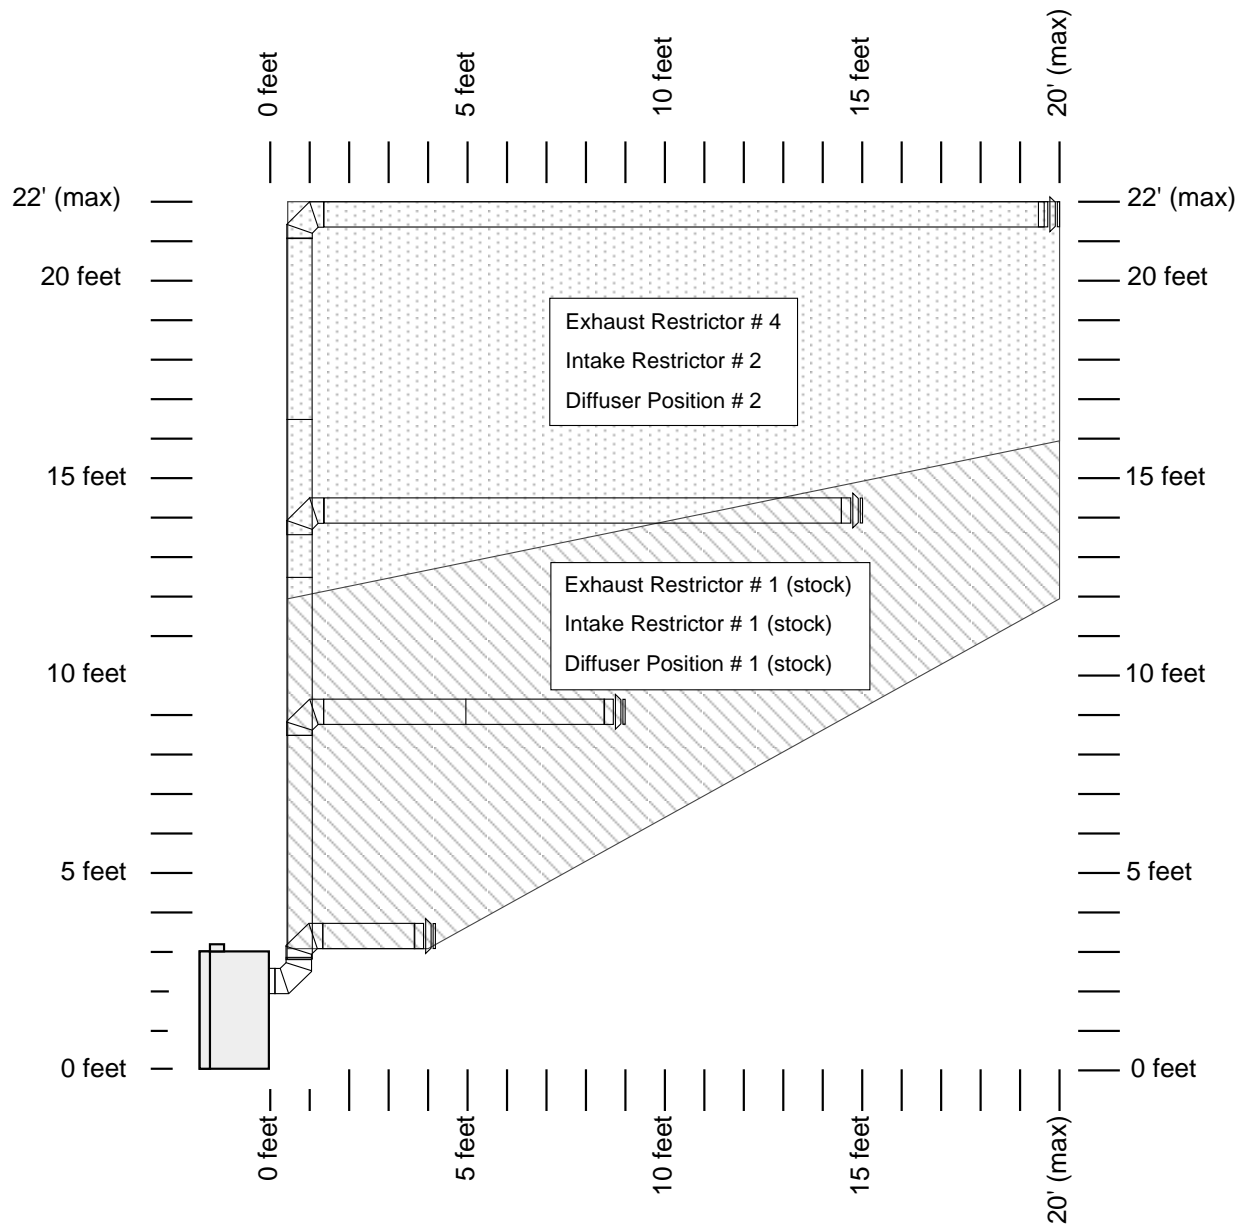 0 feet
5 feet
10 feet
15 feet
20' (max)
22' (max)
22' (max)
20 feet
20 feet
Exhaust Restrictor # 4
Intake Restrictor # 2
Diffuser Position # 2
15 feet
15 feet
Exhaust Restrictor # 1 (stock)
Intake Restrictor # 1 (stock)
Diffuser Position # 1 (stock)
10 feet
10 feet
5 feet
5 feet
0 feet
0 feet
0 feet
5 feet
10 feet
15 feet
20' (max)